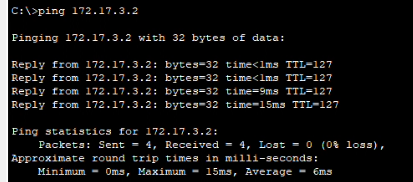 C:\>ping 172.17.3.2
Pinging 172.17.3.2 with 32 bytes of data:
Reply from 172.17.3.2: bytes=32 time<1ms TTL=127
Reply from 172.17.3.2: bytes=32 time<1ms TTL=127
Reply from 172.17.3.2: bytes=32 time=9ms TTL=127
Reply from 172.17.3.2: bytes=32 time=15ms TTL=127
Ping statistics for 172.17.3.2:
Packets: Sent = 4, Received = 4, Lost = 0 (0% loss),
Approximate round trip times in milli-seconds:
Minimum = 0ms, Maximum = 15ms, Average = 6ms